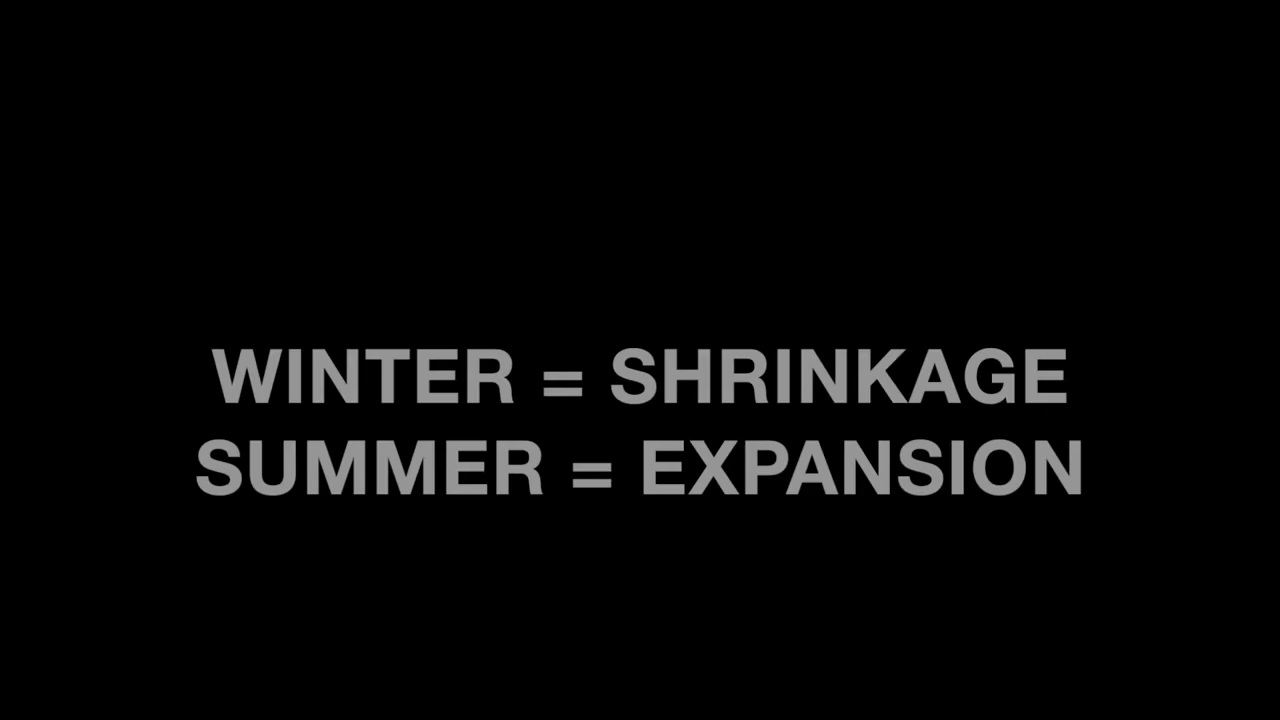 WINTER = SHRINKAGE
SUMMER = EXPANSION